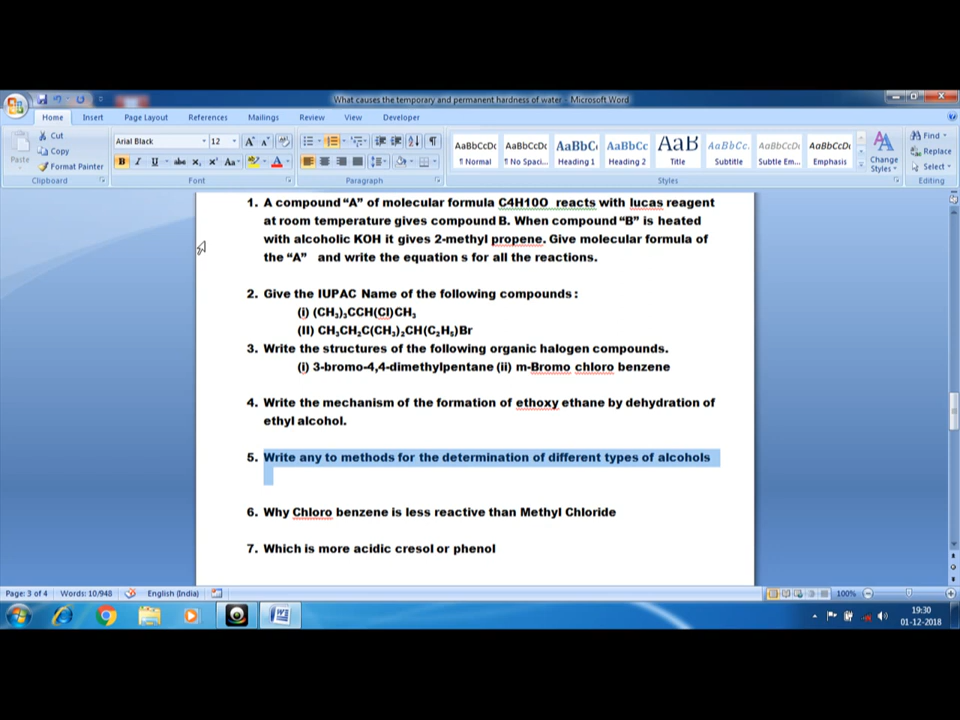 What causes the temporary and permanent hardness of water - Microsoft Word
Home Insert Page Layout References Mailings Review View Developer
Paste
Cut
Copy
Format Painter
Clipboard
Arial Black 12
B I U abc x₂ x² Aa
Font
Paragraph
AaBbCcDc AaBbCcDc AaBbC AaBbCc AaB AaBbCc. AaBbCcDc AaBbCcDc
¶ Normal ¶ No Spaci... Heading 1 Heading 2 Title Subtitle Subtle Em... Emphasis
Styles
Change Styles
Find
Replace
Select
Editing
1. A compound “A” of molecular formula C4H10O reacts with lucas reagent
at room temperature gives compound B. When compound “B” is heated
with alcoholic KOH it gives 2-methyl propene. Give molecular formula of
the “A” and write the equation s for all the reactions.
2. Give the IUPAC Name of the following compounds :
(i) (CH₃)₃CCH(Cl)CH₃
(II) CH₃CH₂C(CH₃)₂CH(C₂H₅)Br
3. Write the structures of the following organic halogen compounds.
(i) 3-bromo-4,4-dimethylpentane (ii) m-Bromo chloro benzene
4. Write the mechanism of the formation of ethoxy ethane by dehydration of
ethyl alcohol.
5. Write any to methods for the determination of different types of alcohols
6. Why Chloro benzene is less reactive than Methyl Chloride
7. Which is more acidic cresol or phenol
Page: 3 of 4 Words: 10/948 English (India) 100%
19:30
01-12-2018